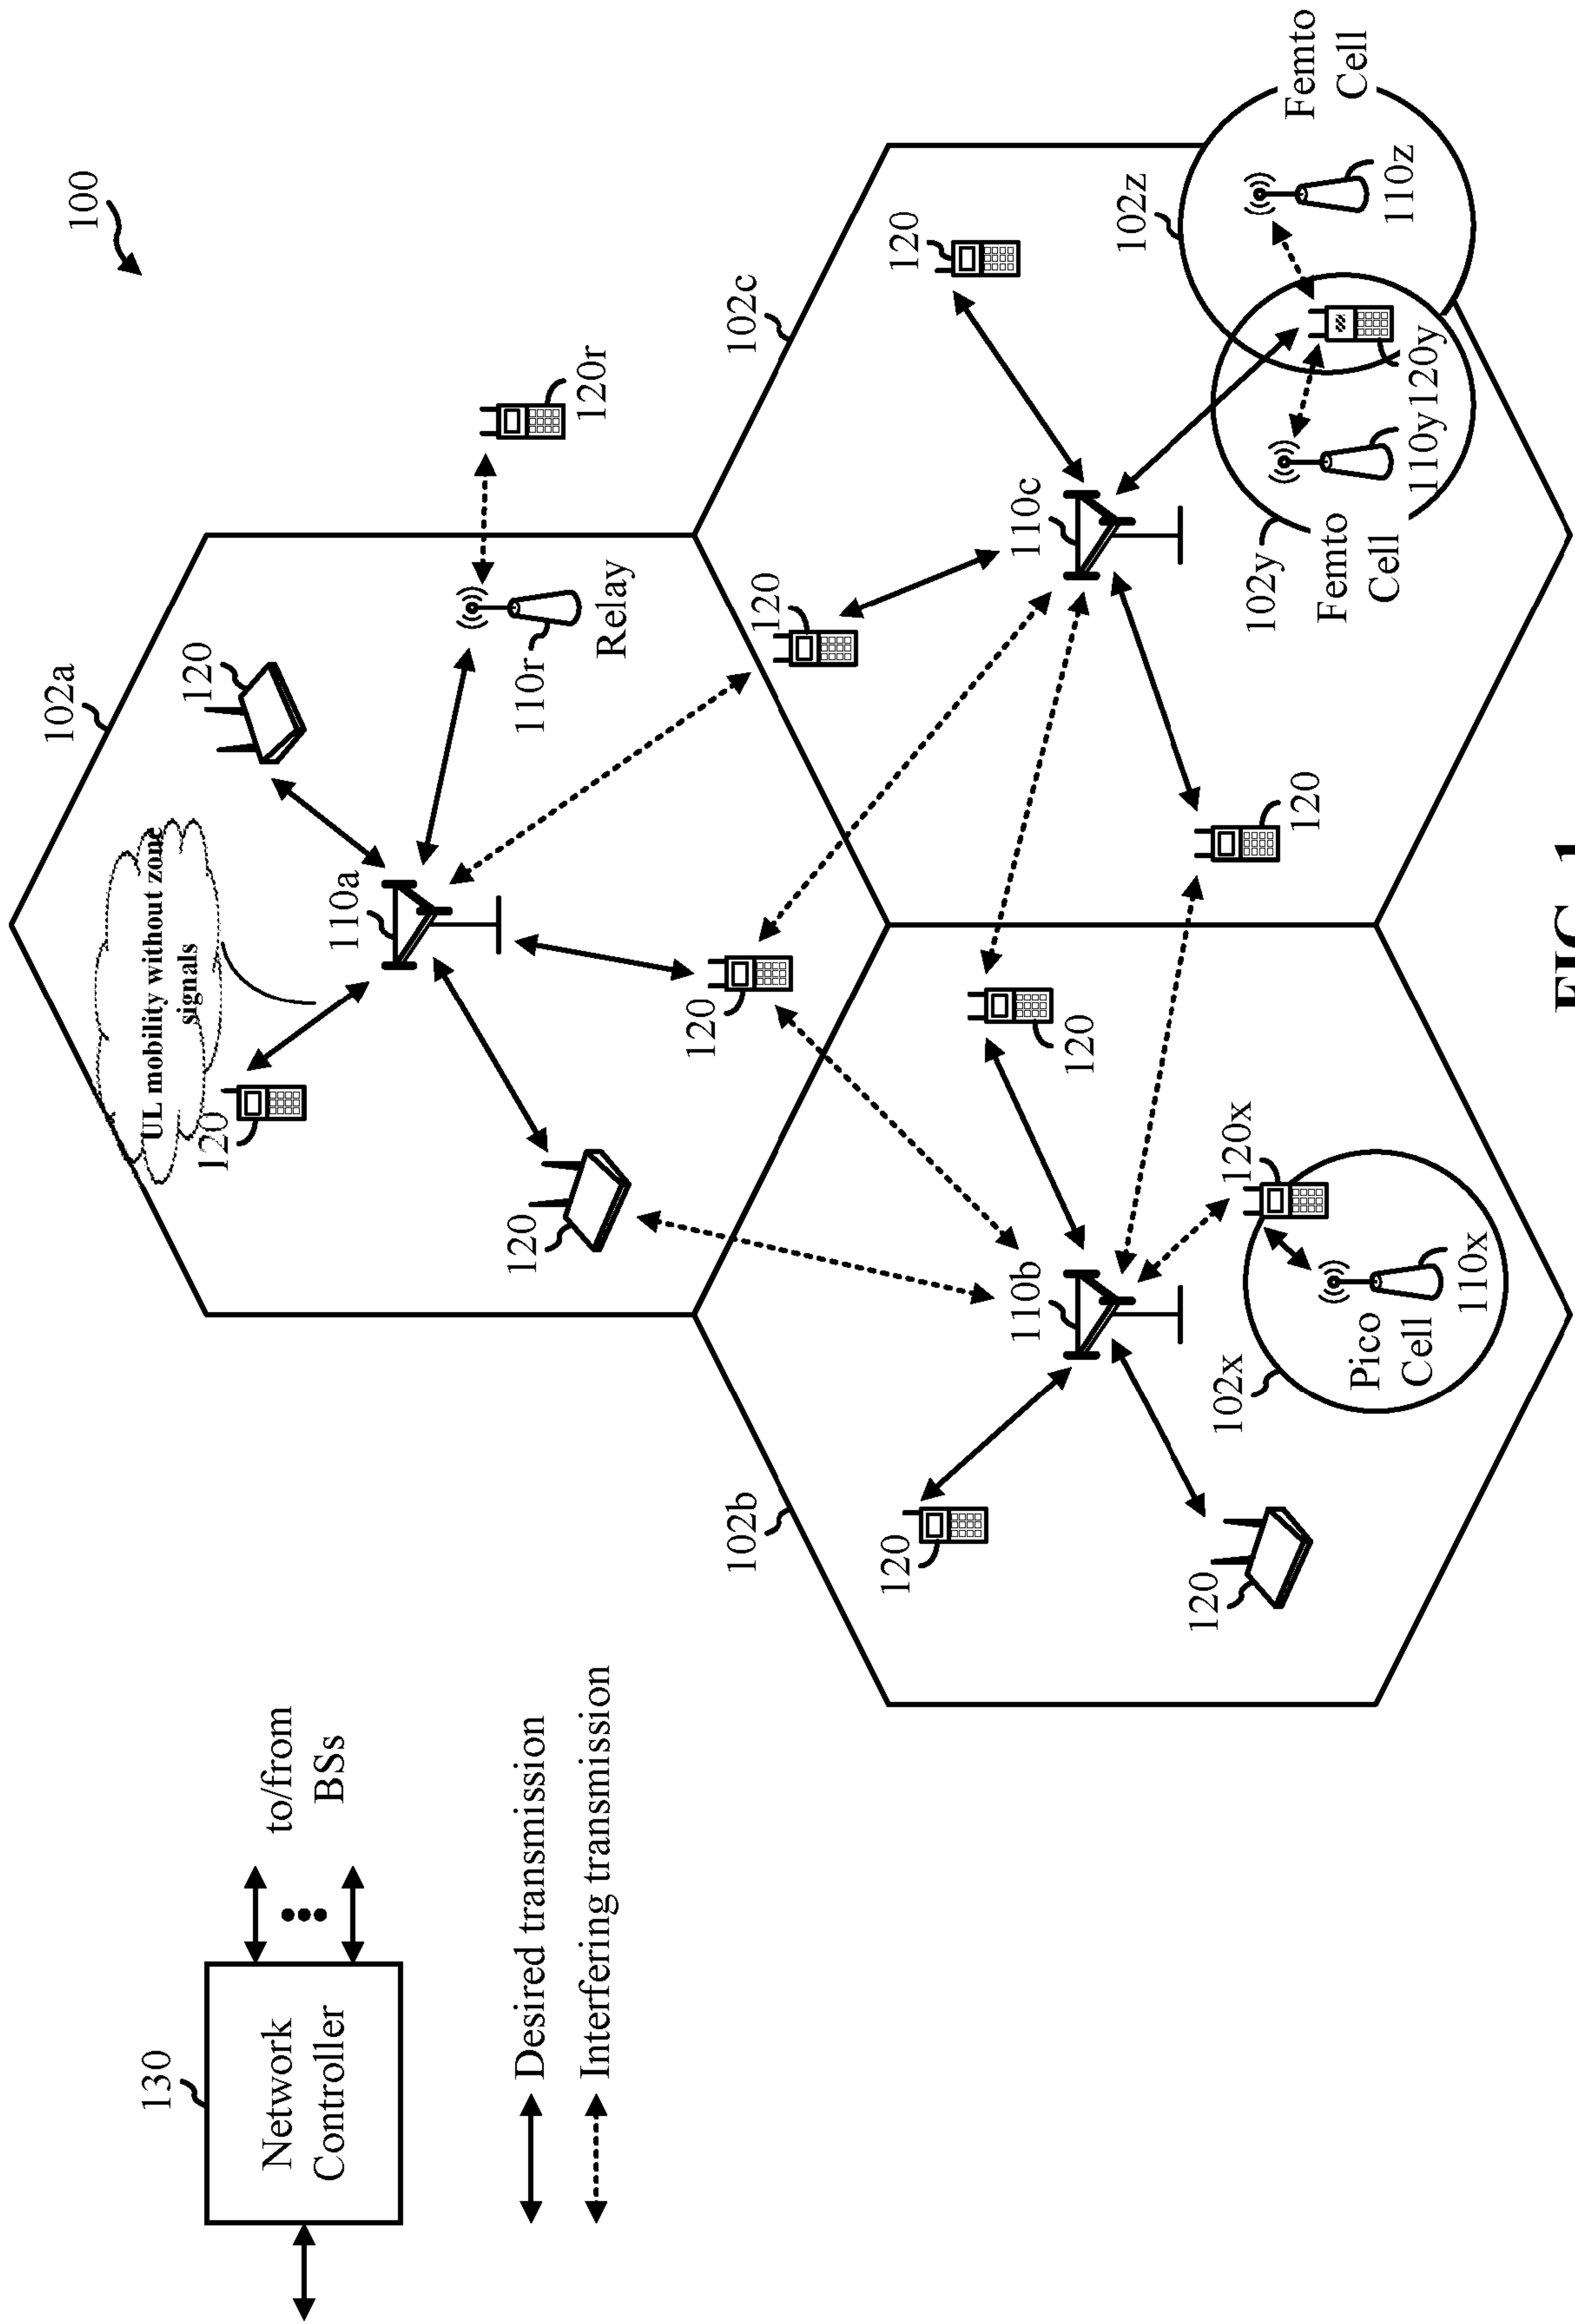 100
130
Network
Controller
to/from
BSs
Desired transmission
Interfering transmission
102a
UL mobility without zone
signals
120
120
110a
120
110r
Relay
120r
120
102b
120
110b
120
120
102x
Pico
Cell
110x
120x
102c
120
120
110c
120
102y
Femto
Cell
110y
120y
102z
110z
Femto
Cell
FIG. 1